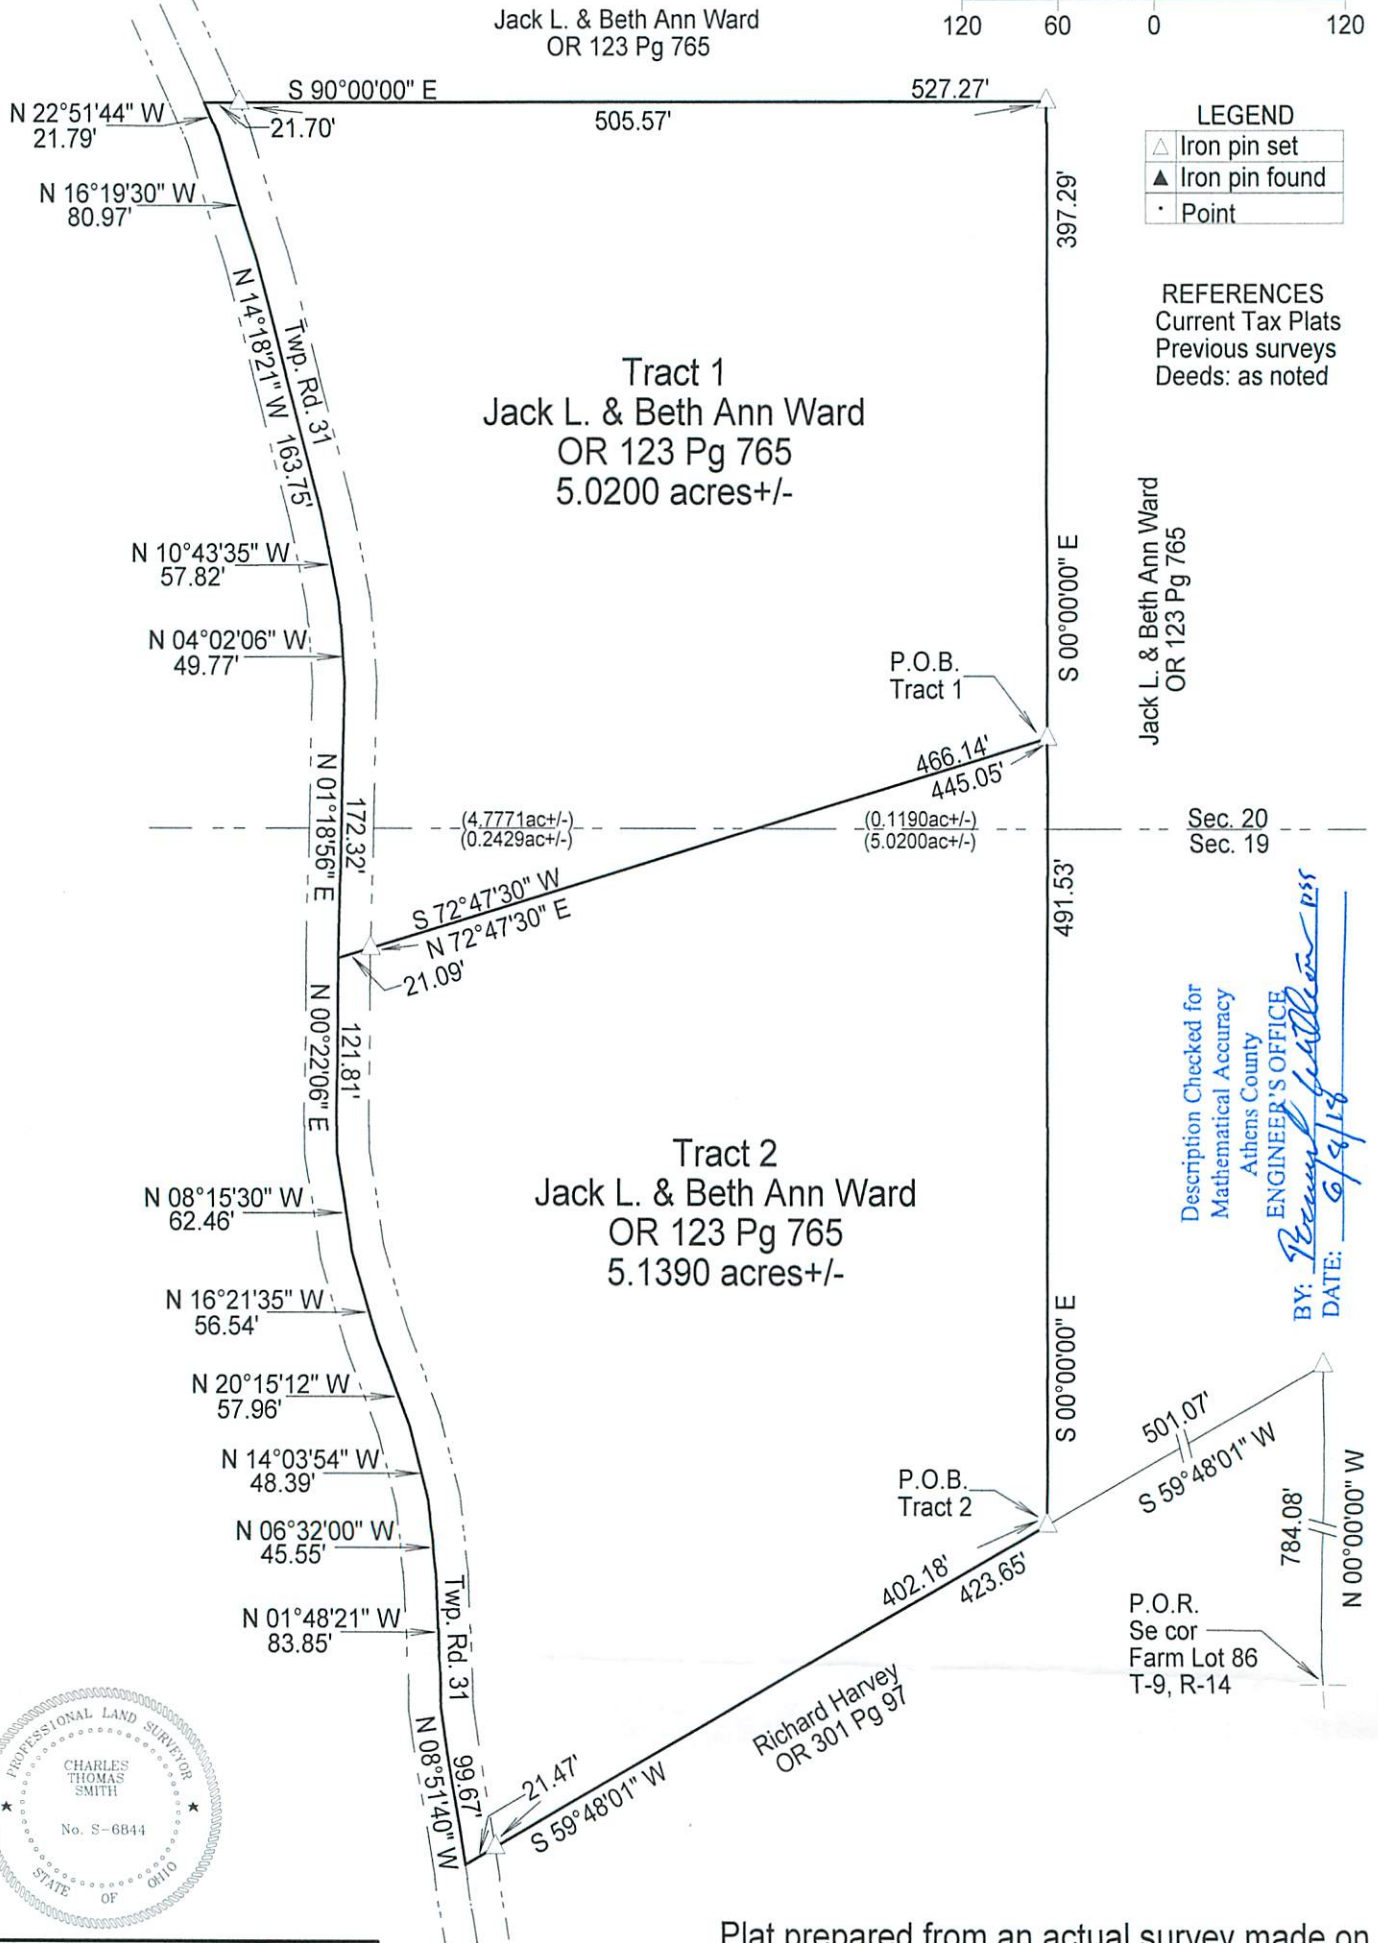 Jack L. & Beth Ann Ward
OR 123 Pg 765
120 60 0 120
S 90°00'00" E
527.27'
505.57'
21.70'
N 22°51'44" W
21.79'
N 16°19'30" W
80.97'
N 14°18'21" W 163.75'
Twp. Rd. 31
N 10°43'35" W
57.82'
N 04°02'06" W
49.77'
N 01°18'56" E
172.32'
LEGEND
Iron pin set
Iron pin found
Point
397.29'
REFERENCES
Current Tax Plats
Previous surveys
Deeds: as noted
Tract 1
Jack L. & Beth Ann Ward
OR 123 Pg 765
5.0200 acres+/-
S 00°00'00" E
Jack L. & Beth Ann Ward
OR 123 Pg 765
P.O.B.
Tract 1
466.14'
445.05'
(4.7771ac+/-)
(0.2429ac+/-)
(0.1190ac+/-)
(5.0200ac+/-)
Sec. 20
Sec. 19
S 72°47'30" W
N 72°47'30" E
21.09'
491.53'
N 00°22'06" E
121.81'
Description Checked for
Mathematical Accuracy
Athens County
ENGINEER'S OFFICE
BY:
DATE:
Tract 2
Jack L. & Beth Ann Ward
OR 123 Pg 765
5.1390 acres+/-
N 08°15'30" W
62.46'
N 16°21'35" W
56.54'
N 20°15'12" W
57.96'
N 14°03'54" W
48.39'
N 06°32'00" W
45.55'
N 01°48'21" W
83.85'
Twp. Rd. 31
N 08°51'40" W
99.67'
S 00°00'00" E
P.O.B.
Tract 2
501.07'
S 59°48'01" W
784.08'
N 00°00'00" W
402.18'
423.65'
P.O.R.
Se cor
Farm Lot 86
T-9, R-14
Richard Harvey
OR 301 Pg 97
21.47'
S 59°48'01" W
PROFESSIONAL LAND SURVEYOR
CHARLES
THOMAS
SMITH
No. S-6844
STATE OF OHIO
Plat prepared from an actual survey made on